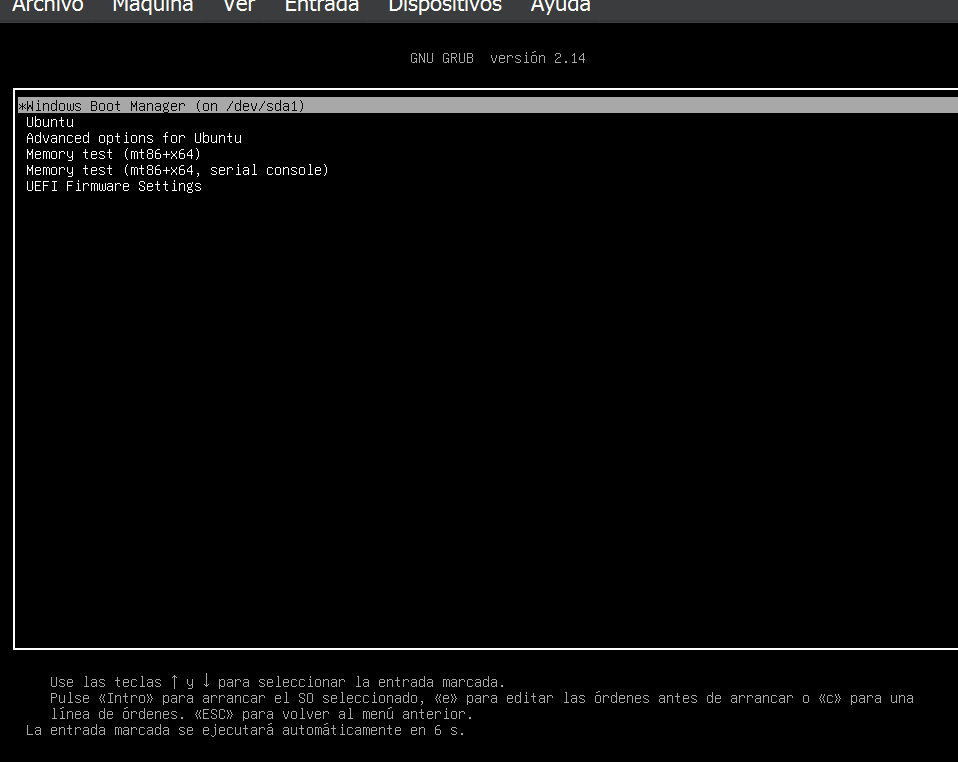 Archivo Máquina Ver Entrada Dispositivos Ayuda
GNU GRUB versión 2.14
*Windows Boot Manager (on /dev/sda1)
Ubuntu
Advanced options for Ubuntu
Memory test (mt86+x64)
Memory test (mt86+x64, serial console)
UEFI Firmware Settings
Use las teclas ↑ y ↓ para seleccionar la entrada marcada.
Pulse «Intro» para arrancar el SO seleccionado, «e» para editar las órdenes antes de arrancar o «c» para una
línea de órdenes. «ESC» para volver al menú anterior.
La entrada marcada se ejecutará automáticamente en 6 s.